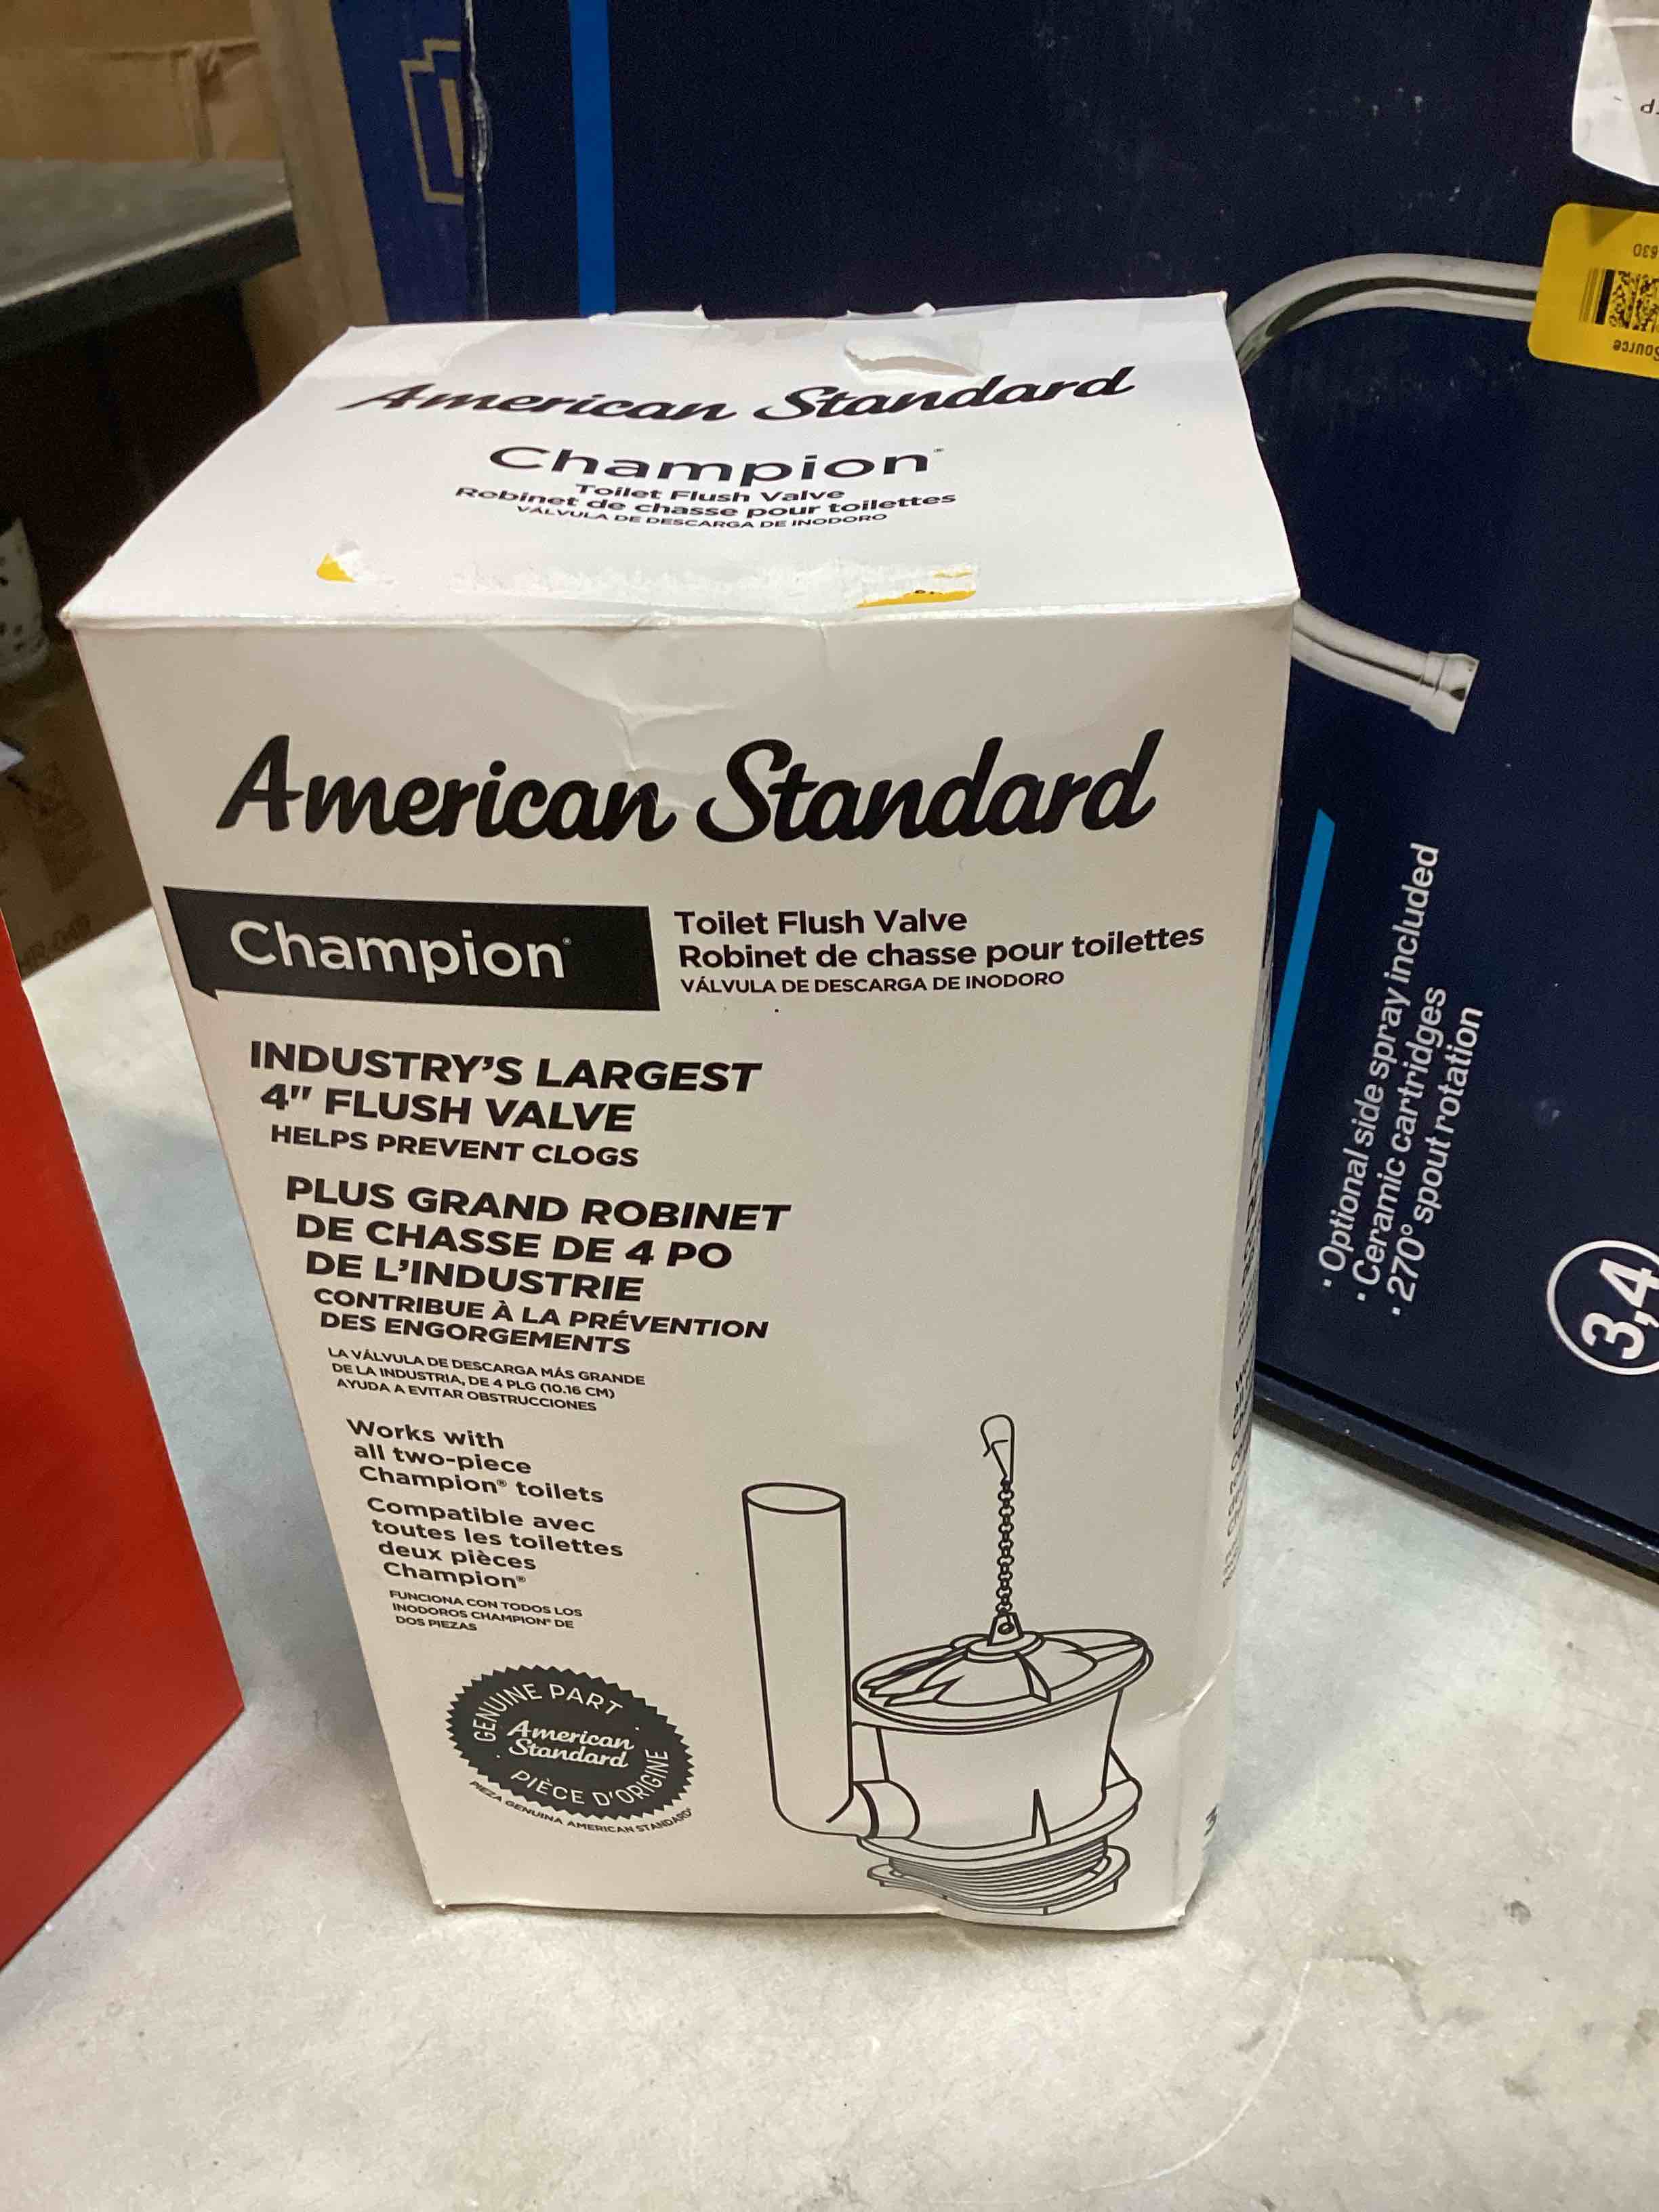 American Standard
Champion®
Toilet Flush Valve
Robinet de chasse pour toilettes
VÁLVULA DE DESCARGA DE INODORO
American Standard
Champion®
Toilet Flush Valve
Robinet de chasse pour toilettes
VÁLVULA DE DESCARGA DE INODORO
INDUSTRY'S LARGEST
4" FLUSH VALVE
HELPS PREVENT CLOGS
PLUS GRAND ROBINET
DE CHASSE DE 4 PO
DE L'INDUSTRIE
CONTRIBUE À LA PRÉVENTION
DES ENGORGEMENTS
LA VÁLVULA DE DESCARGA MÁS GRANDE
DE LA INDUSTRIA, DE 4 PLG (10.16 CM)
AYUDA A EVITAR OBSTRUCCIONES
Works with
all two-piece
Champion® toilets
Compatible avec
toutes les toilettes
deux pièces
Champion®
FUNCIONA CON TODOS LOS
INODOROS CHAMPION® DE
DOS PIEZAS
GENUINE PART
American
Standard
PIÈCE D'ORIGINE
PIEZA GENUINA AMERICAN STANDARD®
• Optional side spray included
• Ceramic cartridges
• 270° spout rotation
3,4
630
Source